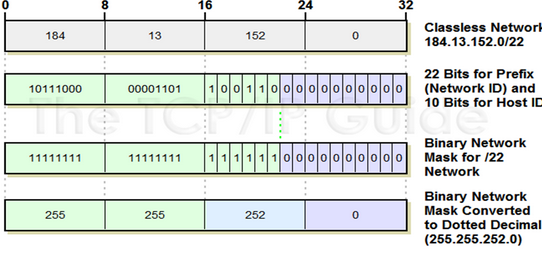 0 8 16 24 32
184 13 152 0
Classless Network
184.13.152.0/22
10111000 00001101 1 0 0 1 1 0 0 0 0 0 0 0 0 0 0 0
22 Bits for Prefix
(Network ID) and
10 Bits for Host ID
The TCP/IP Guide
11111111 11111111 1 1 1 1 1 1 0 0 0 0 0 0 0 0 0 0
Binary Network
Mask for /22
Network
255 255 252 0
Binary Network
Mask Converted
to Dotted Decimal
(255.255.252.0)